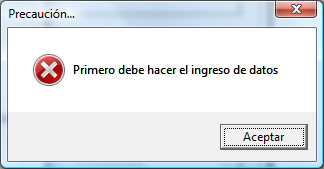 Precaución...
Primero debe hacer el ingreso de datos
Aceptar